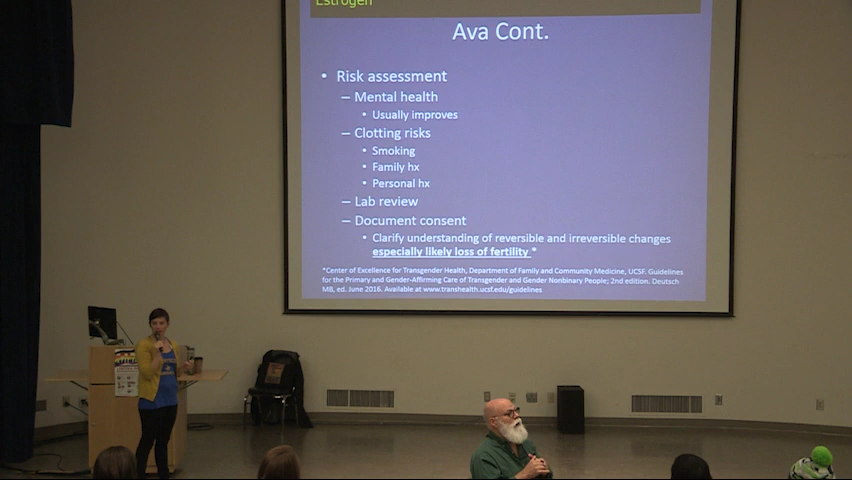 Estrogen
Ava Cont.
• Risk assessment
– Mental health
• Usually improves
– Clotting risks
• Smoking
• Family hx
• Personal hx
– Lab review
– Document consent
• Clarify understanding of reversible and irreversible changes
especially likely loss of fertility *
*Center of Excellence for Transgender Health, Department of Family and Community Medicine, UCSF. Guidelines
for the Primary and Gender-Affirming Care of Transgender and Gender Nonbinary People; 2nd edition. Deutsch
MB, ed. June 2016. Available at www.transhealth.ucsf.edu/guidelines